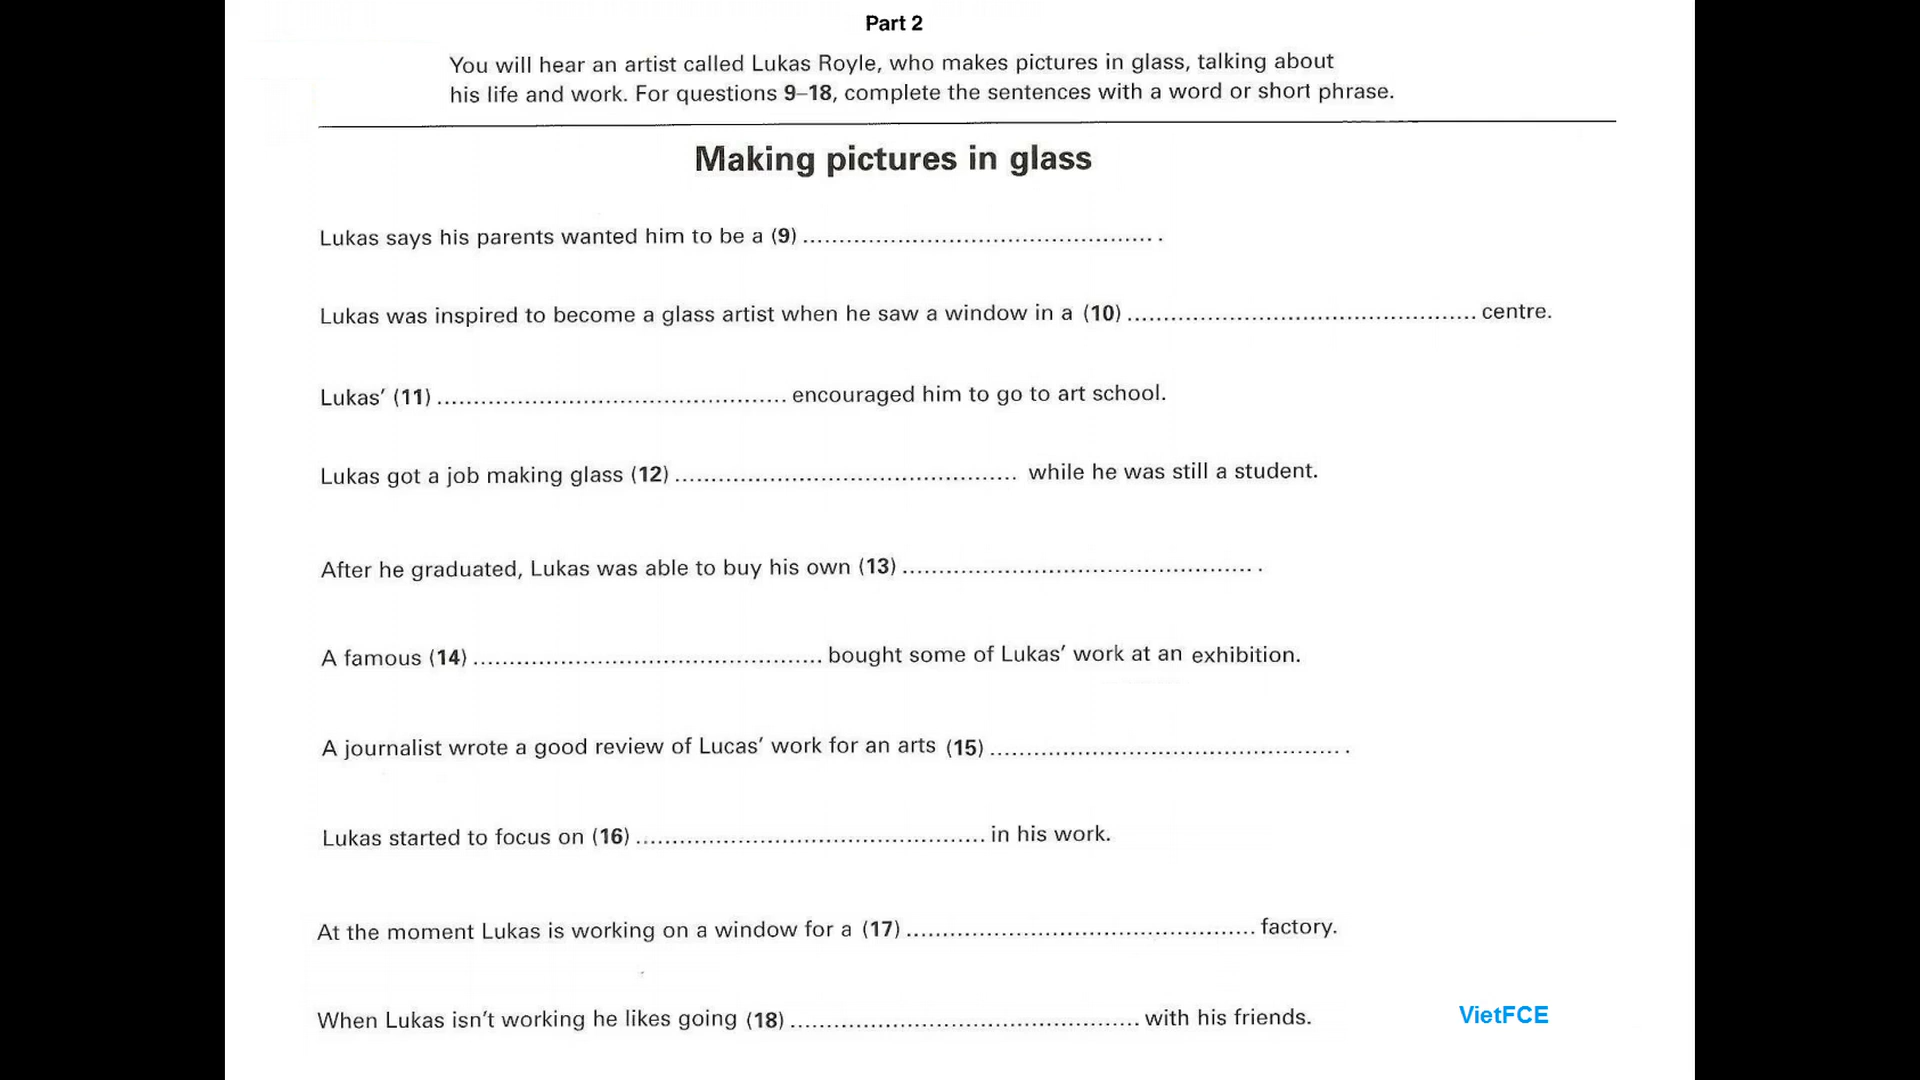 Part 2
You will hear an artist called Lukas Royle, who makes pictures in glass, talking about
his life and work. For questions 9–18, complete the sentences with a word or short phrase.
Making pictures in glass
Lukas says his parents wanted him to be a (9) .................................................. .
Lukas was inspired to become a glass artist when he saw a window in a (10) .................................................. centre.
Lukas' (11) .................................................. encouraged him to go to art school.
Lukas got a job making glass (12) .................................................. while he was still a student.
After he graduated, Lukas was able to buy his own (13) .................................................. .
A famous (14) .................................................. bought some of Lukas' work at an exhibition.
A journalist wrote a good review of Lucas' work for an arts (15) .................................................. .
Lukas started to focus on (16) .................................................. in his work.
At the moment Lukas is working on a window for a (17) .................................................. factory.
When Lukas isn't working he likes going (18) .................................................. with his friends.
VietFCE